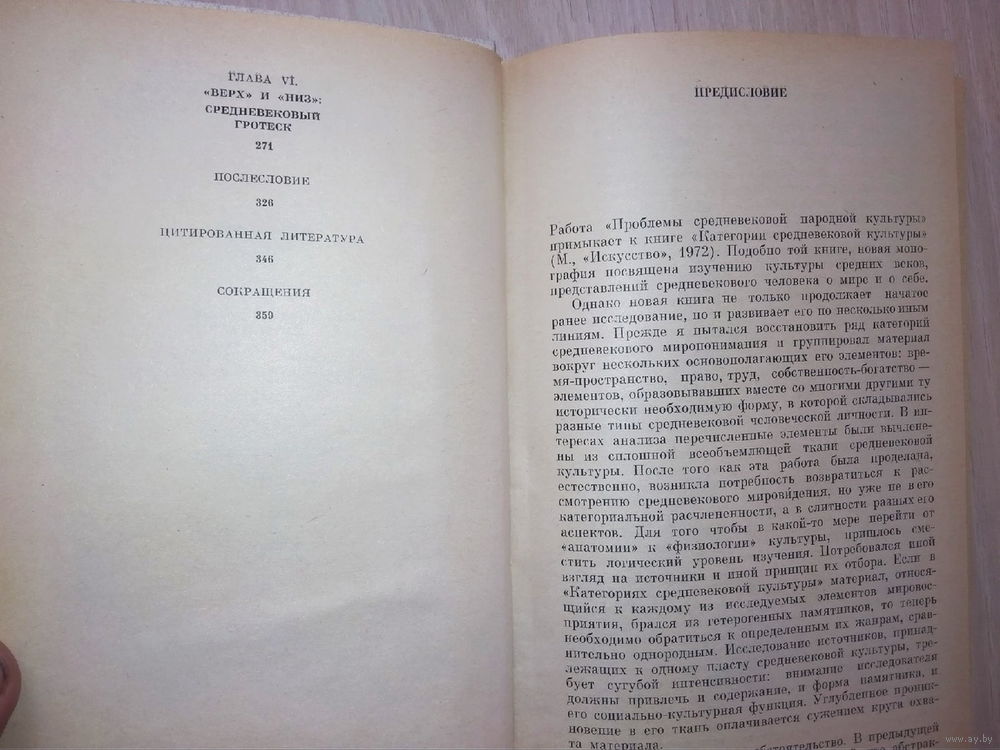 ГЛАВА VI.
«ВЕРХ» И «НИЗ»:
СРЕДНЕВЕКОВЫЙ
ГРОТЕСК
271
ПОСЛЕСЛОВИЕ
326
ЦИТИРОВАННАЯ ЛИТЕРАТУРА
346
СОКРАЩЕНИЯ
359
ПРЕДИСЛОВИЕ
Работа «Проблемы средневековой народной культуры»
примыкает к книге «Категории средневековой культуры»
(М., «Искусство», 1972). Подобно той книге, новая моно-
графия посвящена изучению культуры средних веков,
представлений средневекового человека о мире и о себе.
Однако новая книга не только продолжает начатое
ранее исследование, но и развивает его по несколько иным
линиям. Прежде я пытался восстановить ряд категорий
средневекового миропонимания и группировал материал
вокруг нескольких основополагающих его элементов: вре-
мя-пространство, право, труд, собственность-богатство —
элементов, образовывавших вместе со многими другими ту
исторически необходимую форму, в которой складывались
разные типы средневековой человеческой личности. В ин-
тересах анализа перечисленные элементы были вычлене-
ны из сплошной всеобъемлющей ткани средневековой
культуры. После того как эта работа была проделана,
естественно, возникла потребность возвратиться к рас-
смотрению средневекового мировидения, но уже не в его
категориальной расчлененности, а в слитности разных его
аспектов. Для того чтобы в какой-то мере перейти от
«анатомии» к «физиологии» культуры, пришлось сме-
стить логический уровень изучения. Потребовался иной
взгляд на источники и иной принцип их отбора. Если в
«Категориях средневековой культуры» материал, относя-
щийся к каждому из исследуемых элементов мировос-
приятия, брался из гетерогенных памятников, то теперь
необходимо обратиться к определенным их жанрам, срав-
нительно однородным. Исследование источников, принад-
лежащих к одному пласту средневековой культуры, тре-
бует сугубой интенсивности: внимание исследователя
должны привлечь и содержание, и форма памятника, и
его социально-культурная функция. Углубленное проник-
новение в его ткань оплачивается сужением круга охва-
та материала.
обстоятельство. В предыдущей
абстрак-
www.ay.by